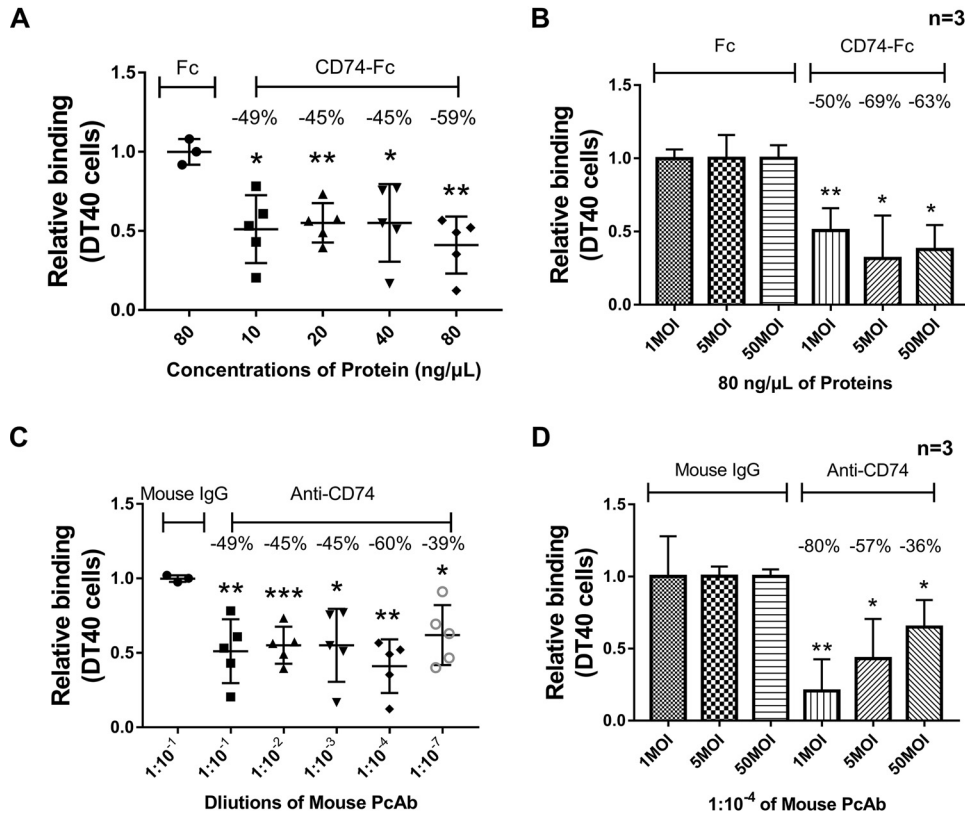 A
Fc
CD74-Fc
-49% -45% -45% -59%
* ** * **
Relative binding
(DT40 cells)
1.5
1.0
0.5
0.0
80 10 20 40 80
Concentrations of Protein (ng/μL)
B
n=3
Fc
CD74-Fc
-50% -69% -63%
** * *
Relative binding
(DT40 cells)
1.5
1.0
0.5
0.0
1MOI 5MOI 50MOI 1MOI 5MOI 50MOI
80 ng/μL of Proteins
C
Mouse IgG
Anti-CD74
-49% -45% -45% -60% -39%
** *** * ** *
Relative binding
(DT40 cells)
1.5
1.0
0.5
0.0
1:10⁻¹ 1:10⁻¹ 1:10⁻² 1:10⁻³ 1:10⁻⁴ 1:10⁻⁷
Dliutions of Mouse PcAb
D
n=3
Mouse IgG
Anti-CD74
-80% -57% -36%
** * *
Relative binding
(DT40 cells)
1.5
1.0
0.5
0.0
1MOI 5MOI 50MOI 1MOI 5MOI 50MOI
1:10⁻⁴ of Mouse PcAb